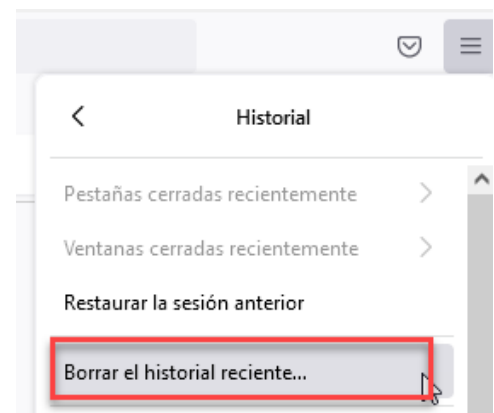 Historial
Pestañas cerradas recientemente
Ventanas cerradas recientemente
Restaurar la sesión anterior
Borrar el historial reciente...